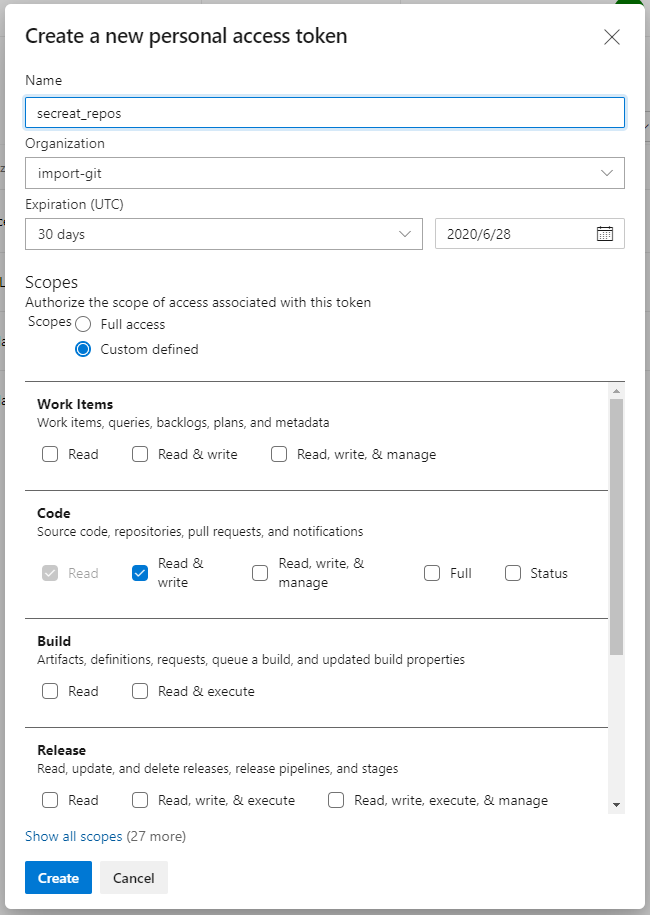 Create a new personal access token
Name
secreat_repos
Organization
import-git
Expiration (UTC)
30 days 2020/6/28
Scopes
Authorize the scope of access associated with this token
Scopes Full access
Custom defined
Work Items
Work items, queries, backlogs, plans, and metadata
Read Read & write Read, write, & manage
Code
Source code, repositories, pull requests, and notifications
Read Read & write Read, write, & manage Full Status
Build
Artifacts, definitions, requests, queue a build, and updated build properties
Read Read & execute
Release
Read, update, and delete releases, release pipelines, and stages
Read Read, write, & execute Read, write, execute, & manage
Show all scopes (27 more)
Create Cancel